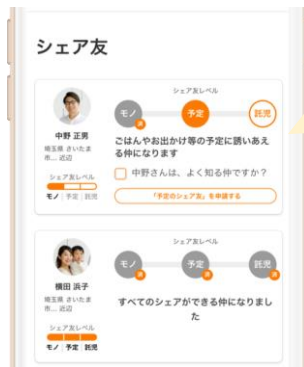 シェア友
シェア友レベル
モノ
済
予定
託児
中野 正男
埼玉県 さいたま
市... 近辺
ごはんやお出かけ等の予定に誘いあえ
る仲になります
中野さんは、よく知る仲ですか？
シェア友レベル
モノ | 予定 | 託児
「予定のシェア友」を申請する
シェア友レベル
モノ
済
予定
済
託児
済
横田 浜子
埼玉県 さいたま
市... 近辺
すべてのシェアができる仲になりまし
た
シェア友レベル
モノ | 予定 | 託児